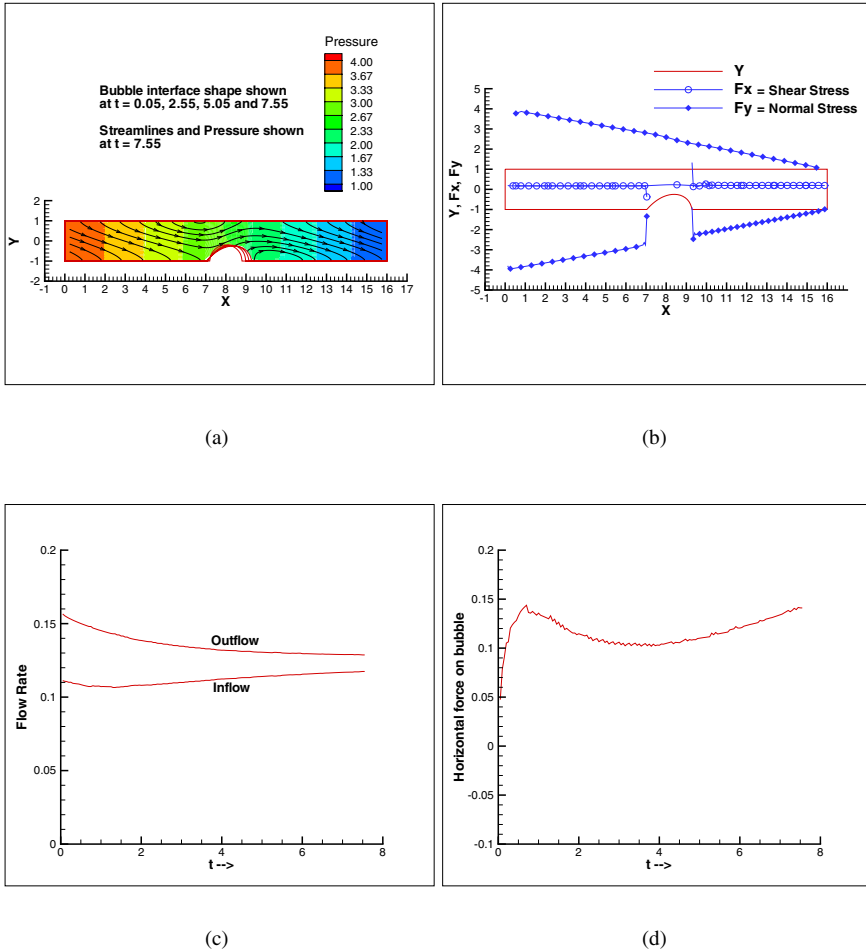 Pressure
4.00
3.67
3.33
3.00
2.67
2.33
2.00
1.67
1.33
1.00
Bubble interface shape shown
at t = 0.05, 2.55, 5.05 and 7.55
Streamlines and Pressure shown
at t = 7.55
Y
2
1
0
-1
-2
-1 0 1 2 3 4 5 6 7 8 9 10 11 12 13 14 15 16 17
X
(a)
Y
Fx = Shear Stress
Fy = Normal Stress
Y, Fx, Fy
5
4
3
2
1
0
-1
-2
-3
-4
-5
-1 0 1 2 3 4 5 6 7 8 9 10 11 12 13 14 15 16
X
(b)
Flow Rate
0.2
0.15
0.1
0.05
0
Outflow
Inflow
0 2 4 6 8
t -->
(c)
Horizontal force on bubble
0.2
0.15
0.1
0.05
0
-0.05
-0.1
0 2 4 6 8
t -->
(d)